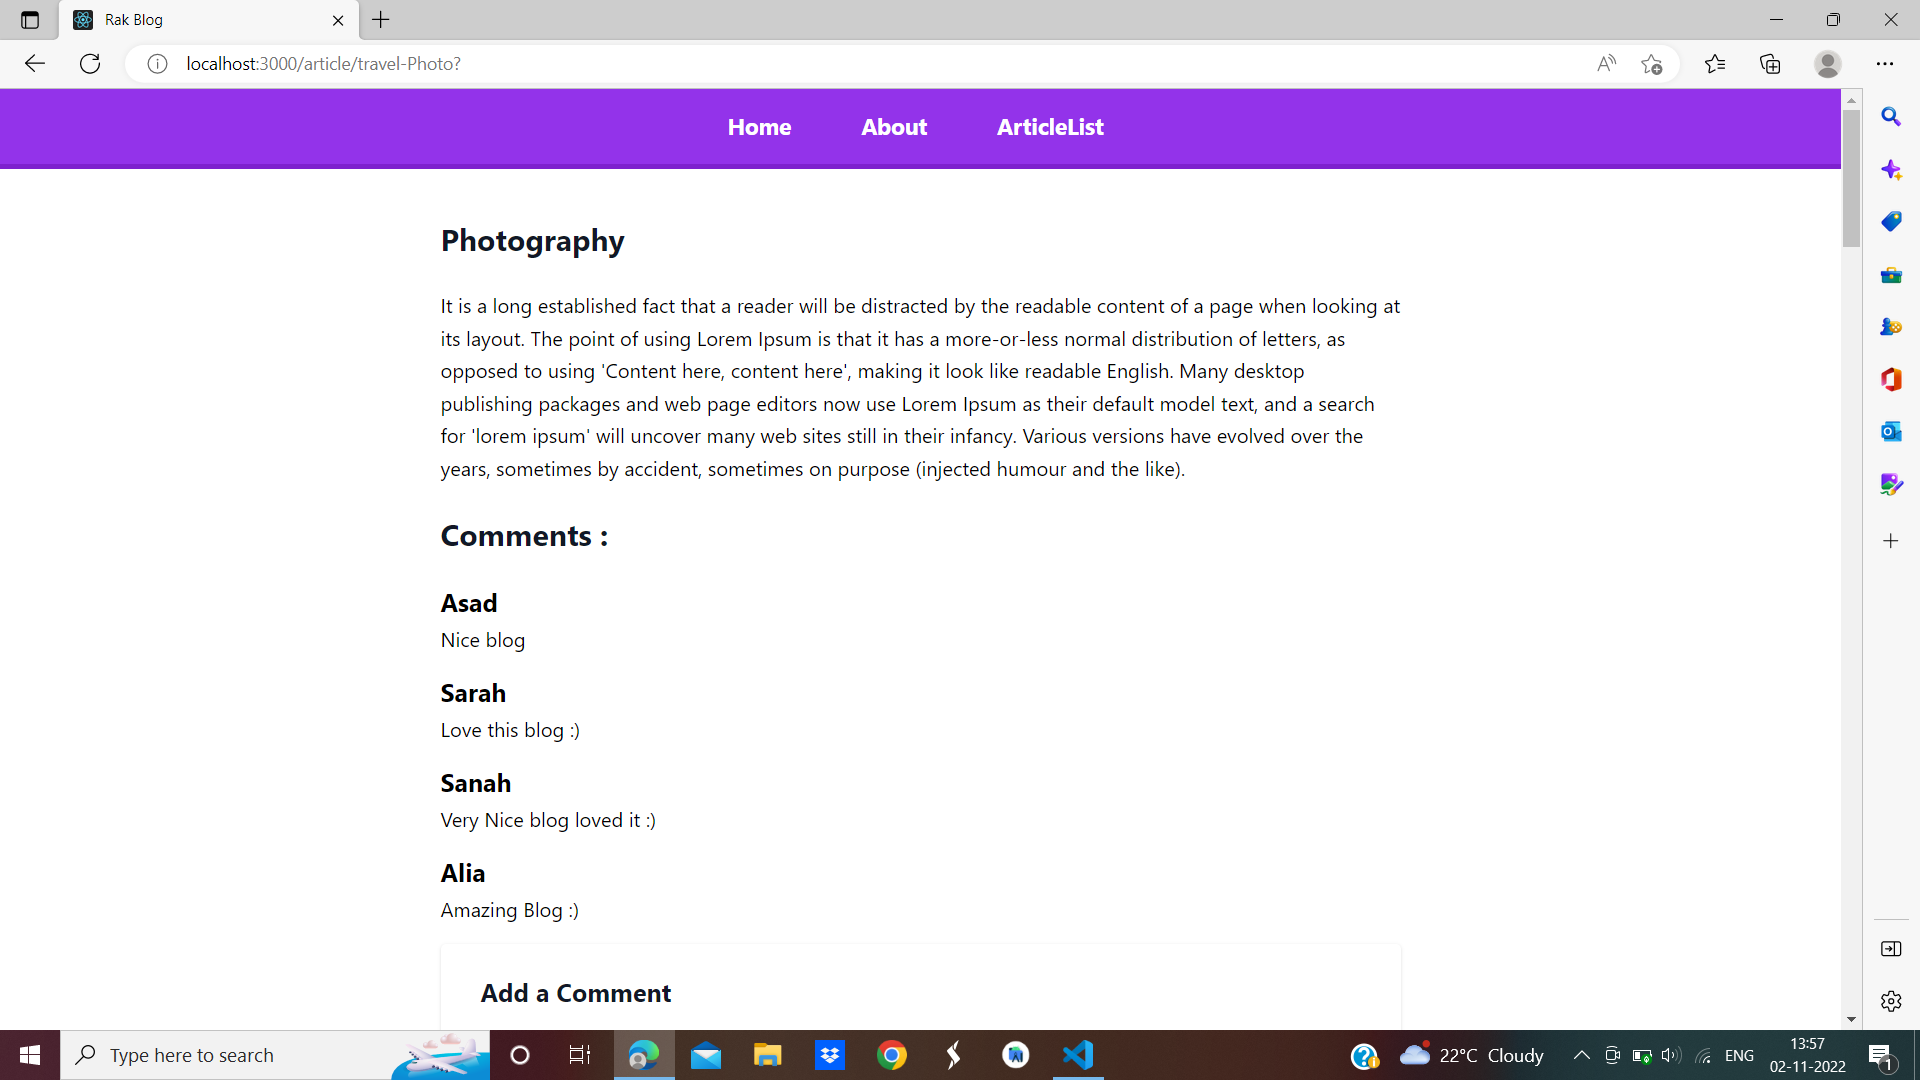 Rak Blog
localhost:3000/article/travel-Photo?
Home About ArticleList
Photography
It is a long established fact that a reader will be distracted by the readable content of a page when looking at
its layout. The point of using Lorem Ipsum is that it has a more-or-less normal distribution of letters, as
opposed to using 'Content here, content here', making it look like readable English. Many desktop
publishing packages and web page editors now use Lorem Ipsum as their default model text, and a search
for 'lorem ipsum' will uncover many web sites still in their infancy. Various versions have evolved over the
years, sometimes by accident, sometimes on purpose (injected humour and the like).
Comments :
Asad
Nice blog
Sarah
Love this blog :)
Sanah
Very Nice blog loved it :)
Alia
Amazing Blog :)
Add a Comment
Type here to search
22°C Cloudy
ENG
13:57
02-11-2022
1